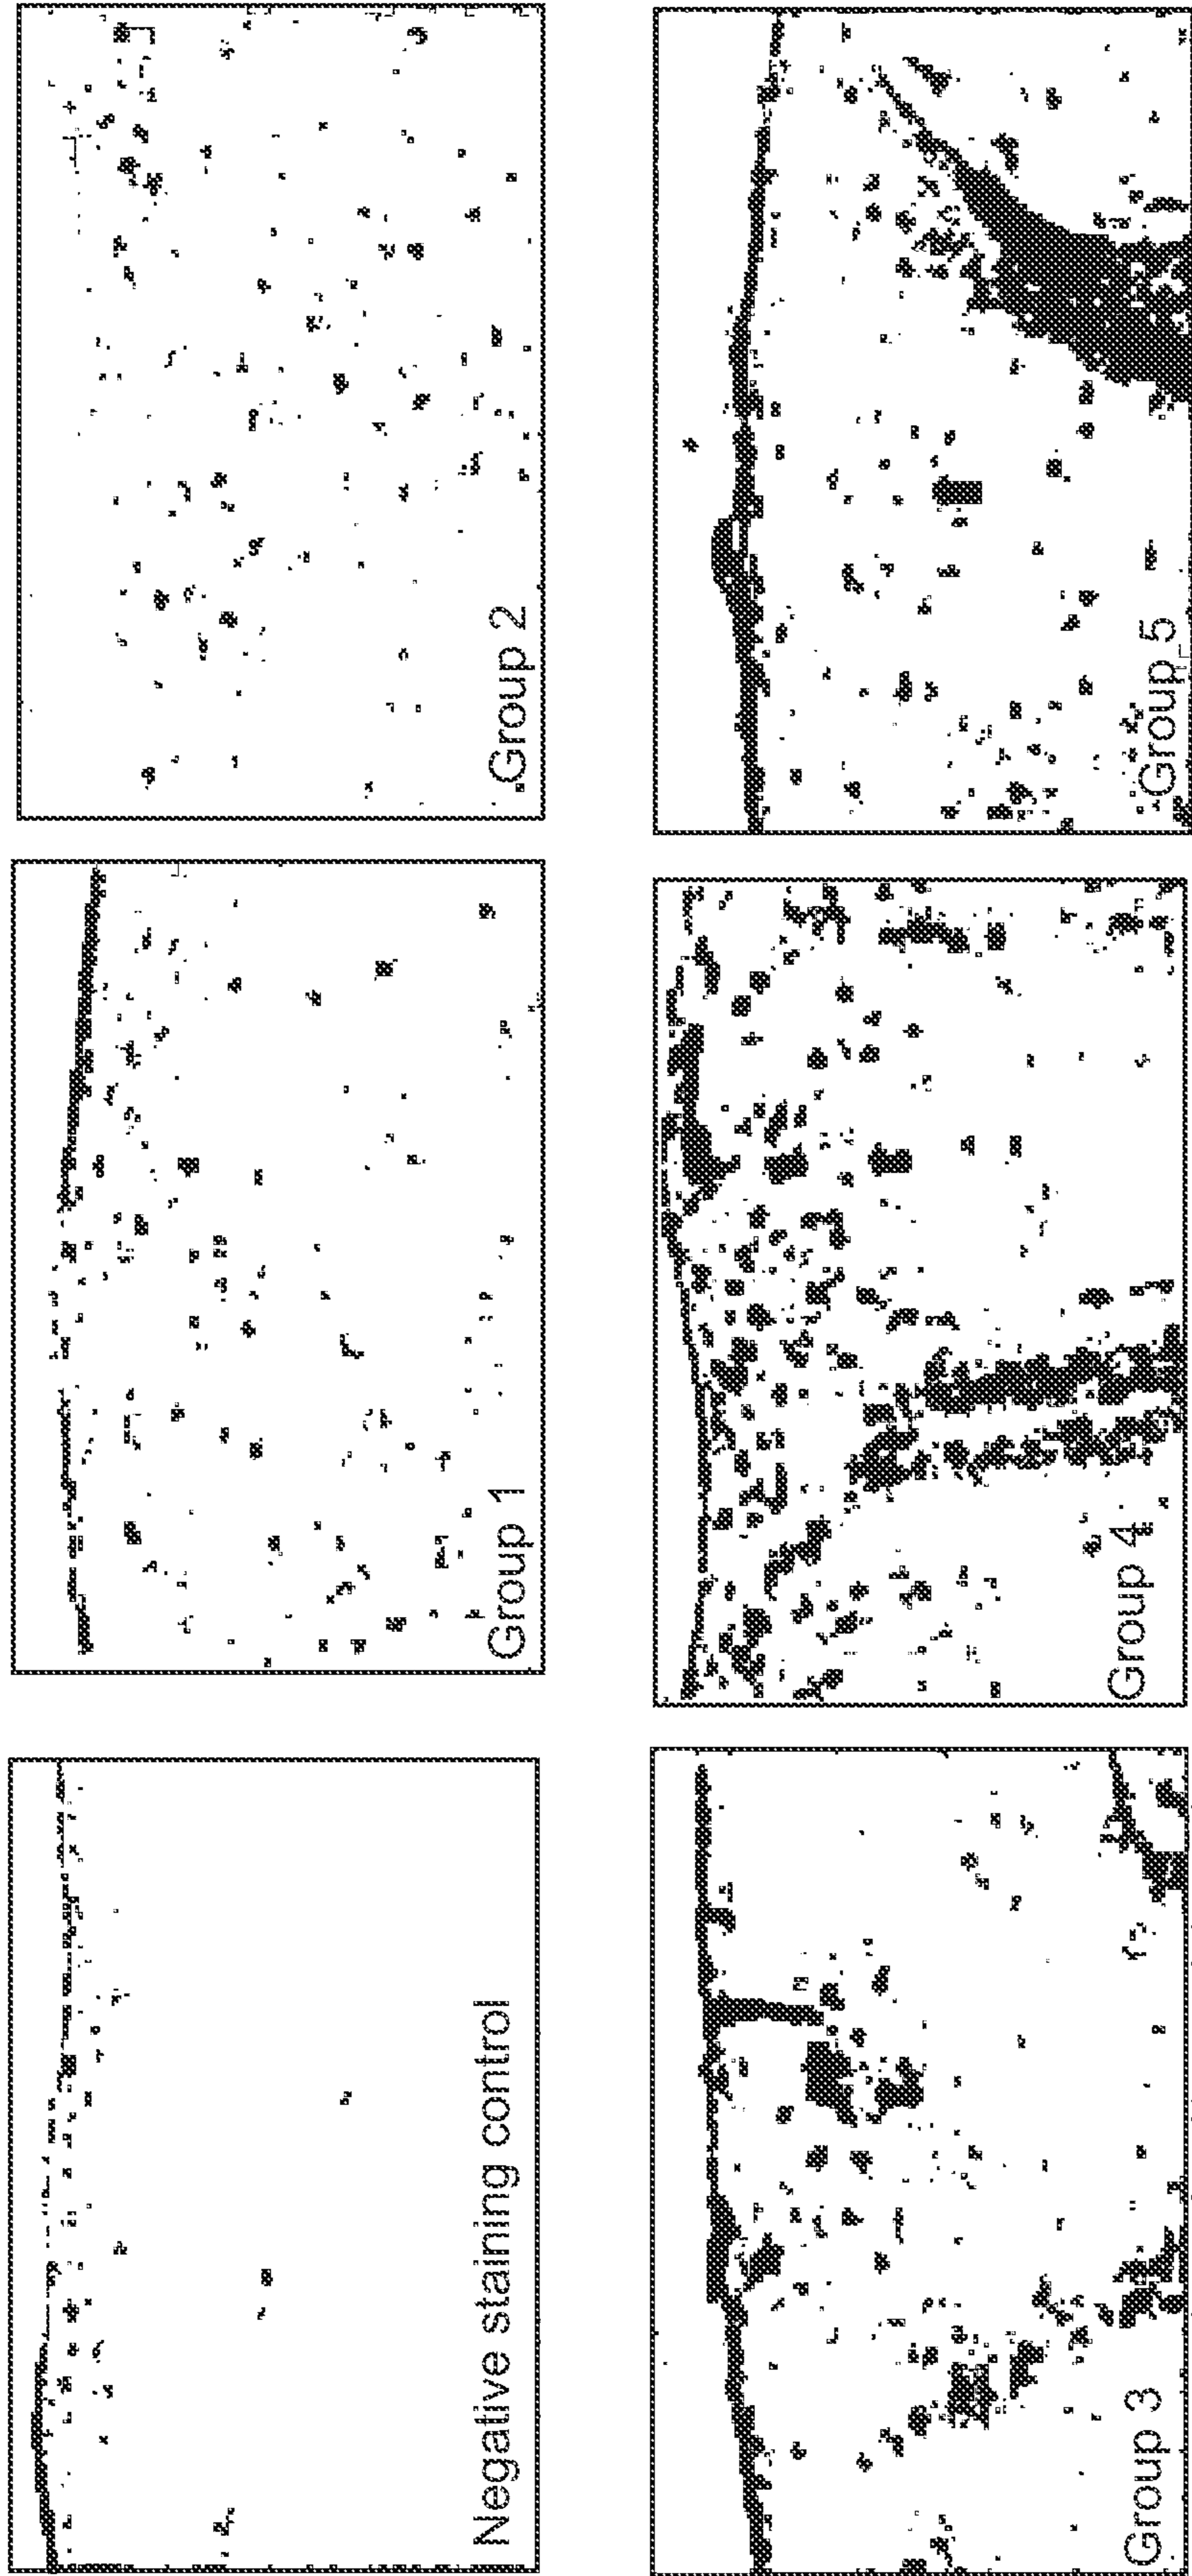 Negative staining control
Group 1
Group 2
Group 3
Group 4
Group 5